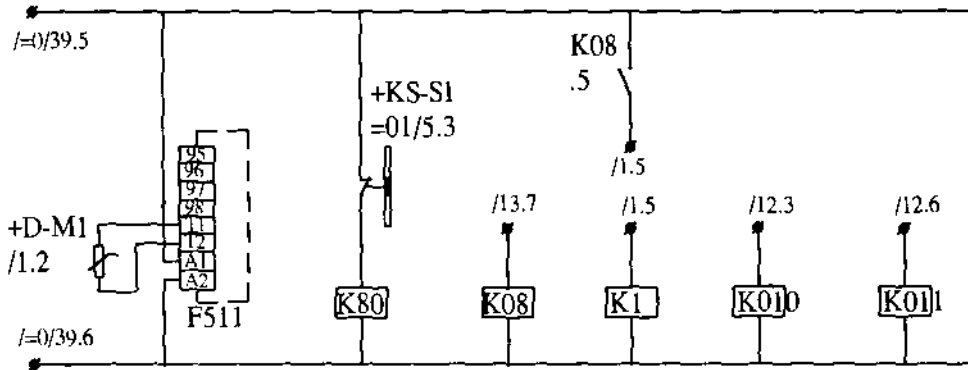 /=0/39.5
K08
.5
+KS-S1
=01/5.3
/1.5
95
96
97
98
T1
T2
A1
A2
F511
+D-M1
/1.2
/13.7
/1.5
/12.3
/12.6
K80
K08
K1
K010
K011
/=0/39.6